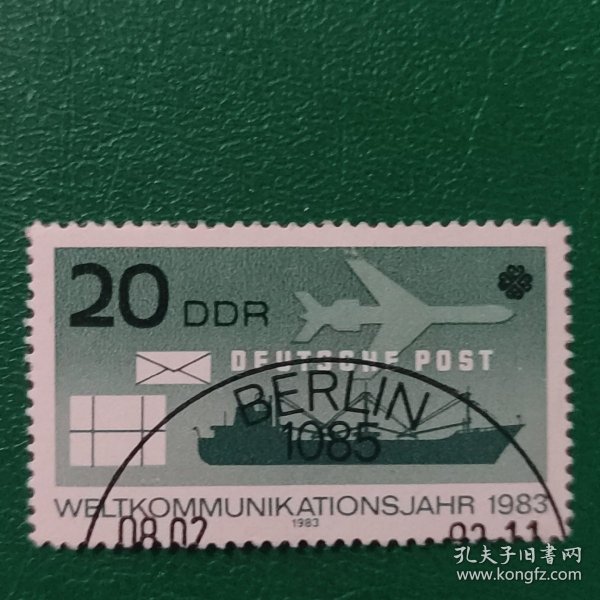 20 DDR
DEUTSCHE POST
BERLIN
1085
WELTKOMMUNIKATIONSJAHR 1983
1983
08.02
孔夫子旧书网
www.kongfz.com